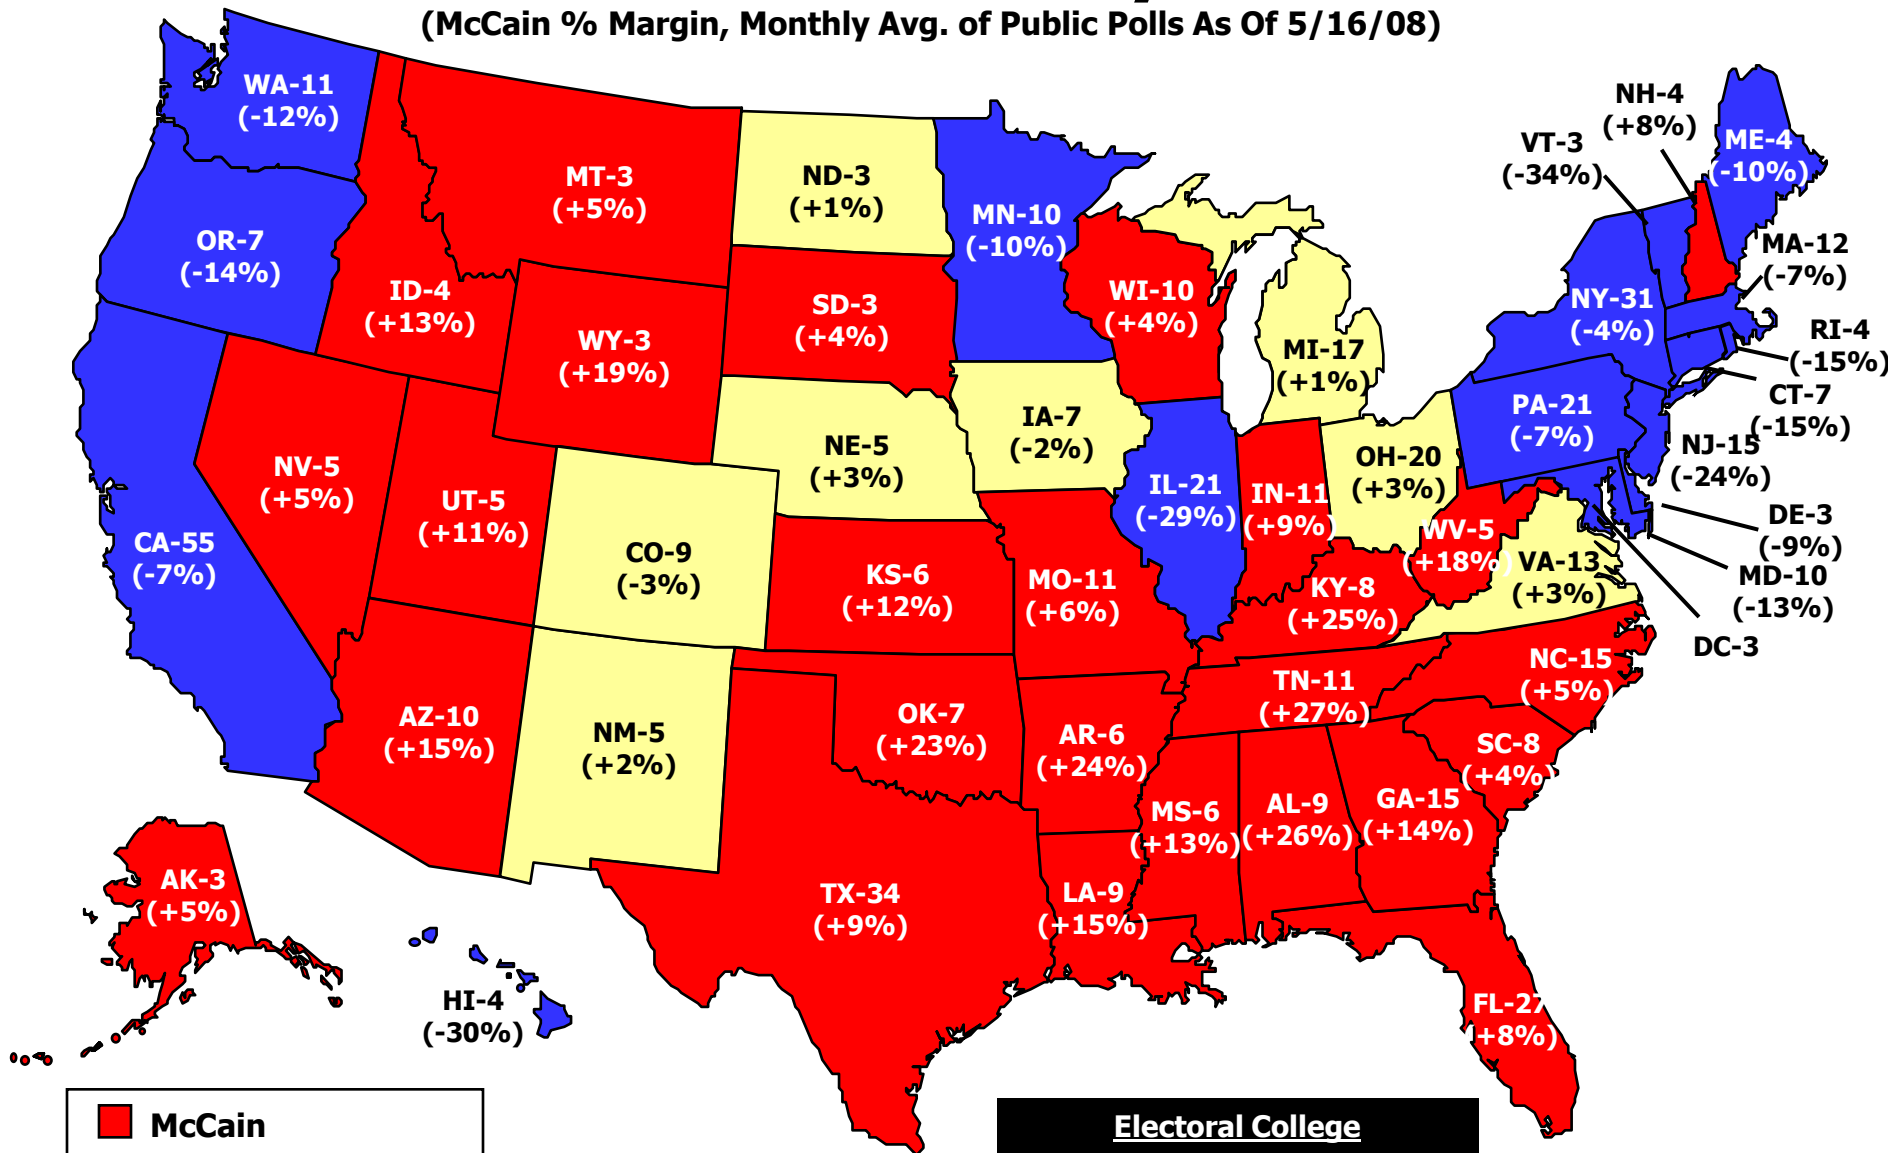 (McCain % Margin, Monthly Avg. of Public Polls As Of 5/16/08)
WA-11
(-12%)
OR-7
(-14%)
CA-55
(-7%)
NV-5
(+5%)
ID-4
(+13%)
MT-3
(+5%)
WY-3
(+19%)
UT-5
(+11%)
AZ-10
(+15%)
CO-9
(-3%)
NM-5
(+2%)
ND-3
(+1%)
SD-3
(+4%)
NE-5
(+3%)
KS-6
(+12%)
OK-7
(+23%)
TX-34
(+9%)
MN-10
(-10%)
IA-7
(-2%)
MO-11
(+6%)
AR-6
(+24%)
LA-9
(+15%)
WI-10
(+4%)
IL-21
(-29%)
MI-17
(+1%)
IN-11
(+9%)
OH-20
(+3%)
KY-8
(+25%)
TN-11
(+27%)
MS-6
(+13%)
AL-9
(+26%)
GA-15
(+14%)
FL-27
(+8%)
SC-8
(+4%)
NC-15
(+5%)
VA-13
(+3%)
WV-5
(+18%)
PA-21
(-7%)
NY-31
(-4%)
VT-3
(-34%)
NH-4
(+8%)
ME-4
(-10%)
MA-12
(-7%)
RI-4
(-15%)
CT-7
(-15%)
NJ-15
(-24%)
DE-3
(-9%)
MD-10
(-13%)
DC-3
AK-3
(+5%)
HI-4
(-30%)
McCain
Electoral College